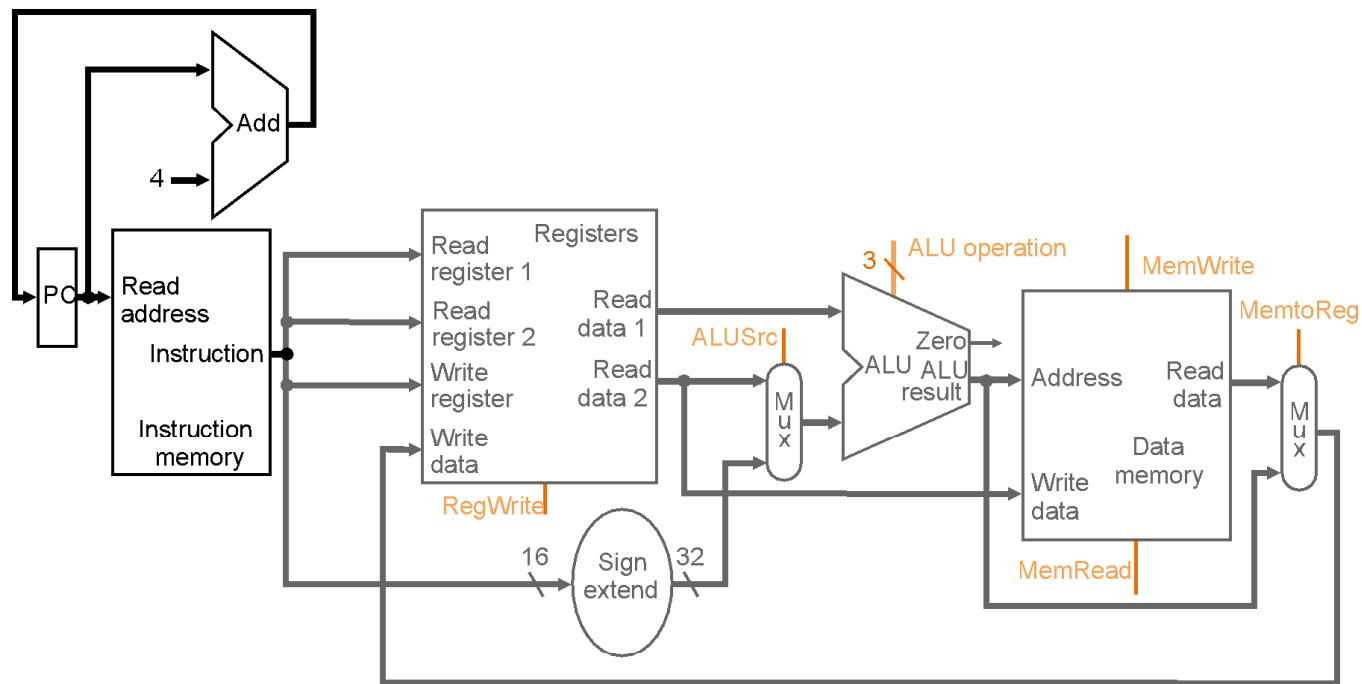 Add
4
PC
Read
address
Instruction
Instruction
memory
Registers
Read
register 1
Read
register 2
Write
register
Write
data
Read
data 1
Read
data 2
RegWrite
16
Sign
extend
32
ALUSrc
Mux
3
ALU operation
Zero
ALU
ALU
result
MemWrite
Address
Read
data
Data
memory
Write
data
MemRead
MemtoReg
Mux